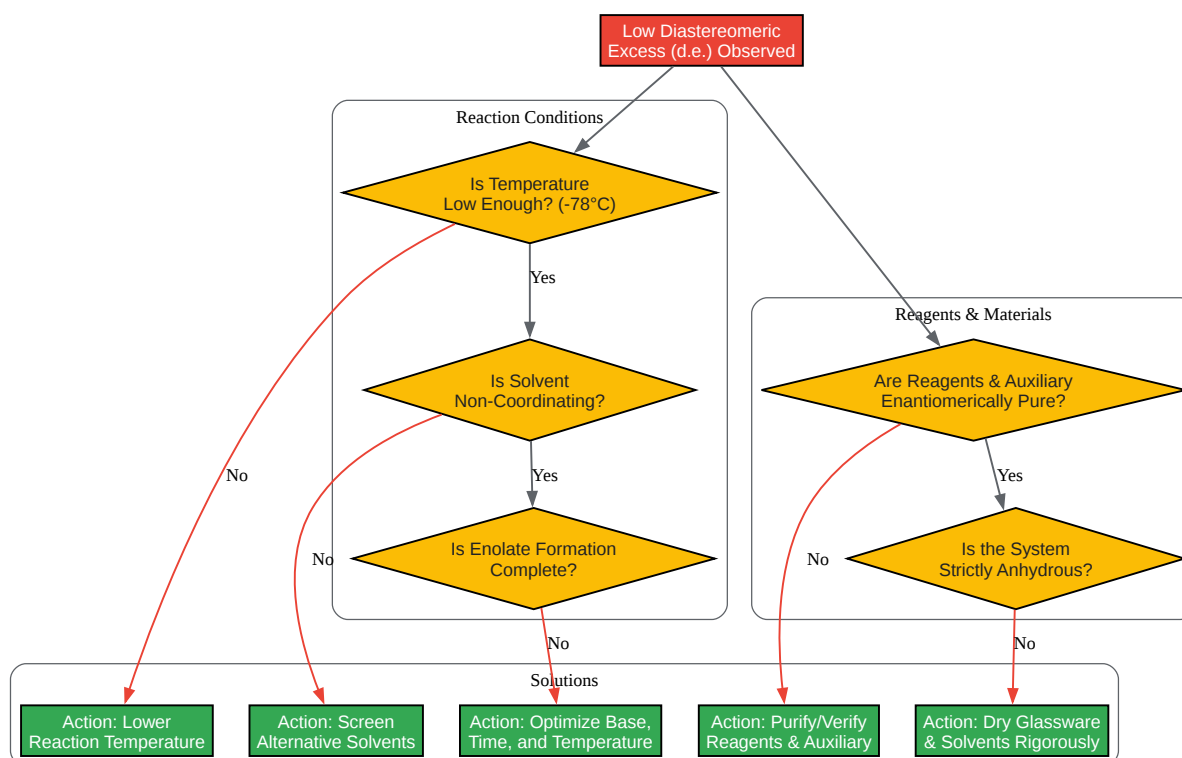 Low Diastereomeric
Excess (d.e.) Observed
Reaction Conditions
Is Temperature
Low Enough? (-78°C)
Yes
Reagents & Materials
Is Solvent
Non-Coordinating?
Are Reagents & Auxiliary
Enantiomerically Pure?
No
Yes
Yes
No
Is Enolate Formation
Complete?
No
Is the System
Strictly Anhydrous?
No
No
Solutions
Action: Lower
Reaction Temperature
Action: Screen
Alternative Solvents
Action: Optimize Base,
Time, and Temperature
Action: Purify/Verify
Reagents & Auxiliary
Action: Dry Glassware
& Solvents Rigorously